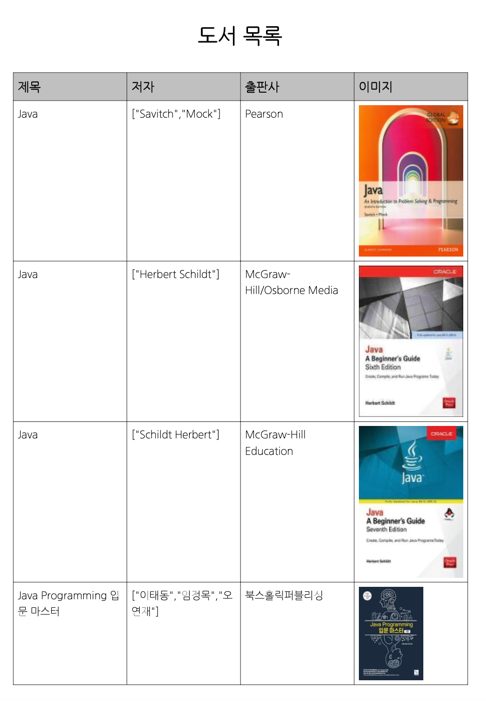 도서 목록
제목 저자 출판사 이미지
Java ["Savitch","Mock"] Pearson
GLOBAL
EDITION
Java
An Introduction to Problem Solving & Programming
SEVENTH EDITION
Savitch • Mock
PEARSON
Java ["Herbert Schildt"] McGraw-
Hill/Osborne Media
ORACLE
Java
A Beginner's Guide
Sixth Edition
Create, Compile, and Run Java Programs Today
Herbert Schildt
Java ["Schildt Herbert"] McGraw-Hill
Education
ORACLE
Java
Java
A Beginner's Guide
Seventh Edition
Create, Compile, and Run Java Programs Today
Herbert Schildt
Java Programming 입
문 마스터
["이태동","임경목","오
연재"]
북스홀릭퍼블리싱
Java Programming
입문 마스터